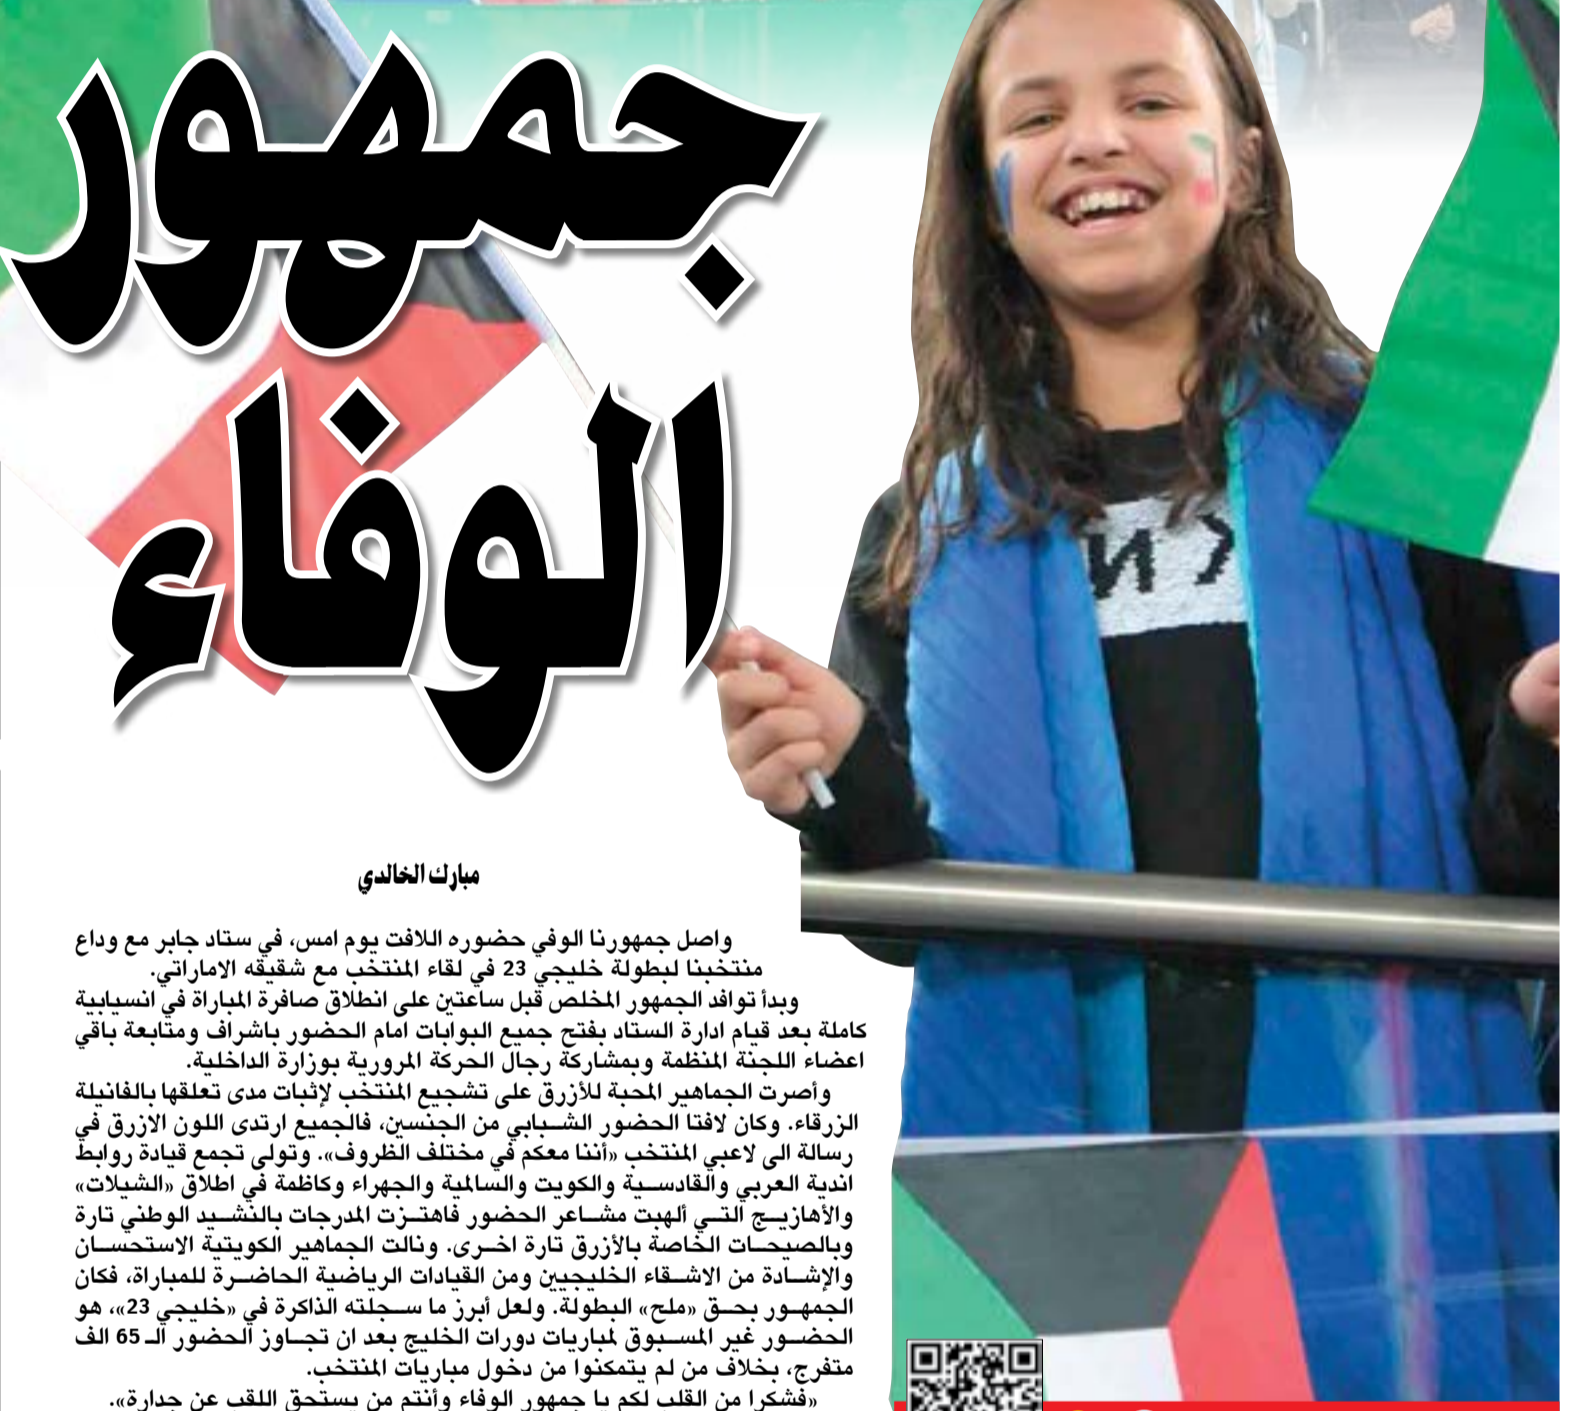 جمهور
الوفاء
مبارك الخالدي
واصل جمهورنا الوفي حضوره اللافت يوم امس، في ستاد جابر مع وداع
منتخبنا لبطولة خليجي 23 في لقاء المنتخب مع شقيقه الاماراتي.
وبدأ توافد الجمهور المخلص قبل ساعتين على انطلاق صافرة المباراة في انسيابية
كاملة بعد قيام ادارة الستاد بفتح جميع البوابات امام الحضور باشراف ومتابعة باقي
اعضاء اللجنة المنظمة وبمشاركة رجال الحركة المرورية بوزارة الداخلية.
وأصرت الجماهير المحبة للأزرق على تشجيع المنتخب لإثبات مدى تعلقها بالفانيلة
الزرقاء. وكان لافتا الحضور الشبابي من الجنسين، فالجميع ارتدى اللون الازرق في
رسالة الى لاعبي المنتخب «أننا معكم في مختلف الظروف». وتولى تجمع قيادة روابط
اندية العربي والقادسية والكويت والسالمية والجهراء وكاظمة في اطلاق «الشيلات»
والأهازيج التي ألهبت مشاعر الحضور فاهتزت المدرجات بالنشيد الوطني تارة
وبالصيحات الخاصة بالأزرق تارة اخرى. ونالت الجماهير الكويتية الاستحسان
والإشادة من الاشقاء الخليجيين ومن القيادات الرياضية الحاضرة للمباراة، فكان
الجمهور بحق «ملح» البطولة. ولعل أبرز ما سجلته الذاكرة في «خليجي 23»، هو
الحضور غير المسبوق لمباريات دورات الخليج بعد ان تجاوز الحضور الـ 65 الف
متفرج، بخلاف من لم يتمكنوا من دخول مباريات المنتخب.
«فشكرا من القلب لكم يا جمهور الوفاء وأنتم من يستحق اللقب عن جدارة».